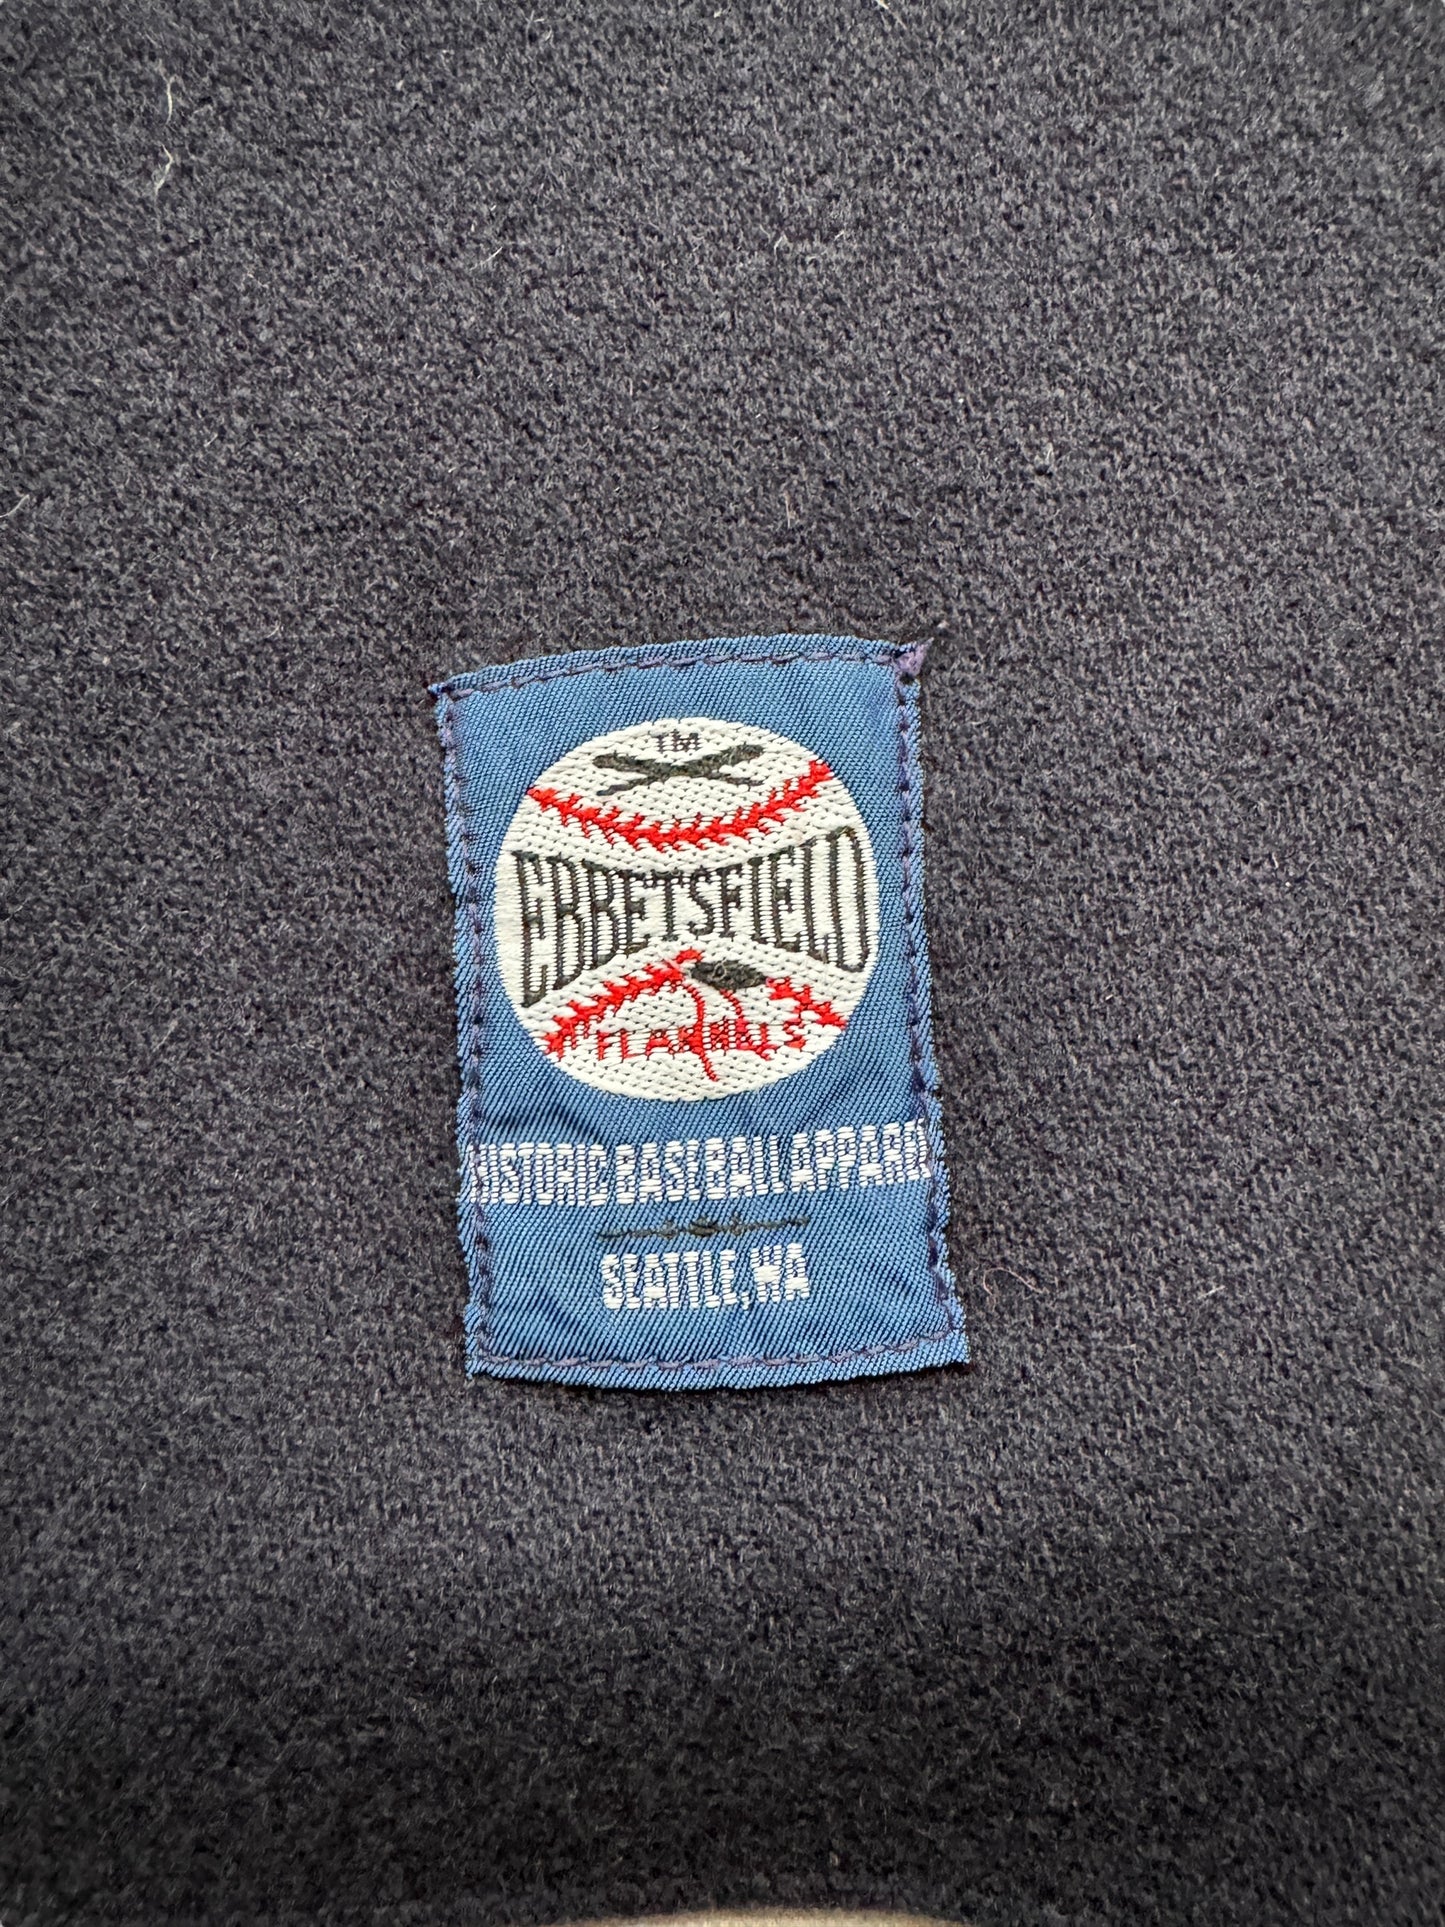 TM
EBBETSFIELD
FLANNELS
HISTORIC BASEBALL APPAREL
SEATTLE, WA